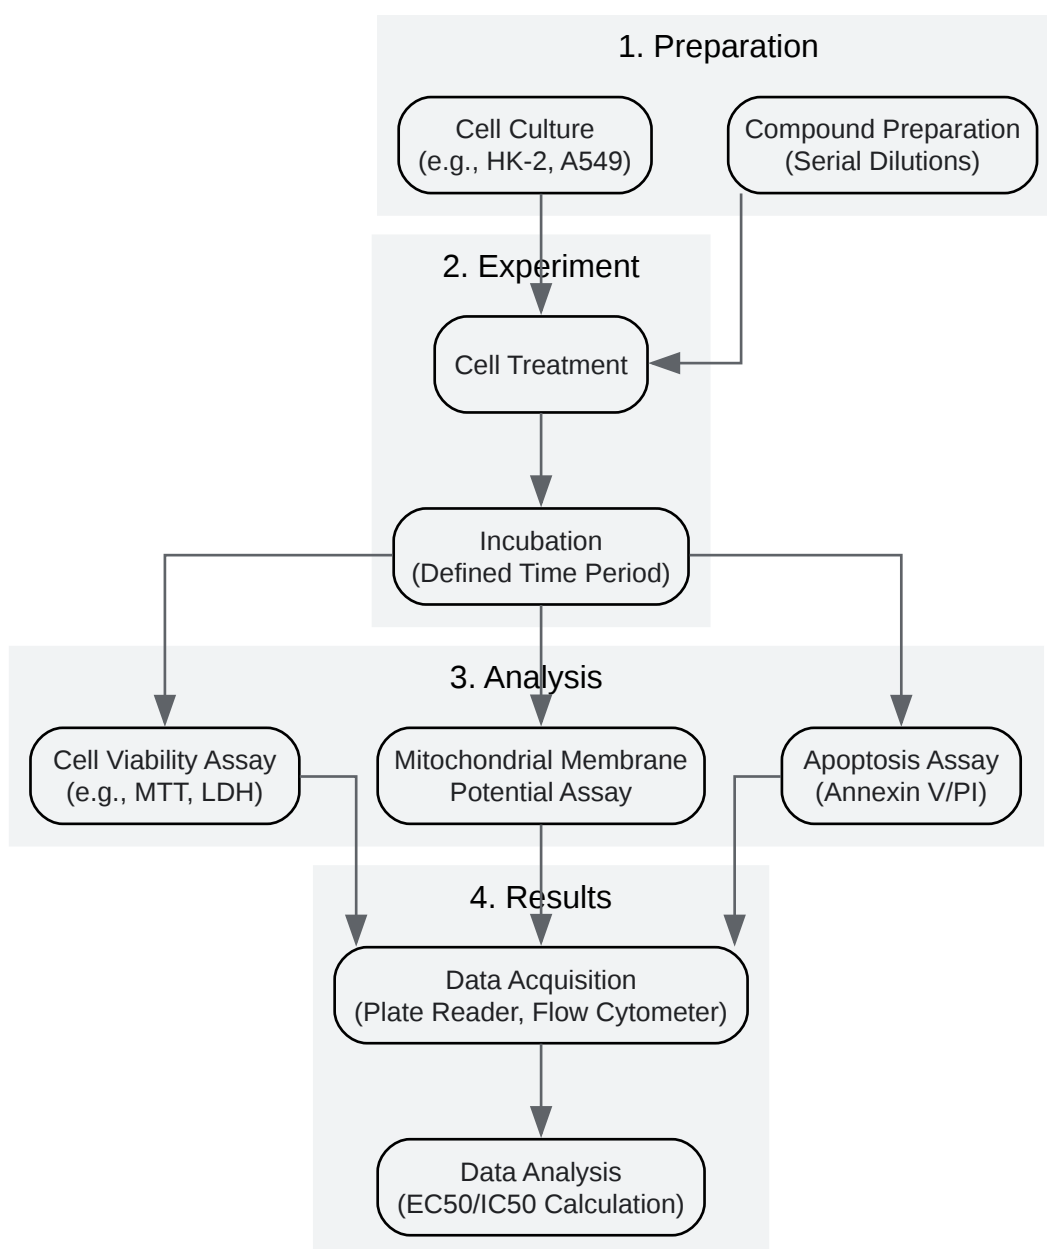 1. Preparation
Cell Culture
(e.g., HK-2, A549)
Compound Preparation
(Serial Dilutions)
2. Experiment
Cell Treatment
Incubation
(Defined Time Period)
3. Analysis
Cell Viability Assay
(e.g., MTT, LDH)
Mitochondrial Membrane
Potential Assay
Apoptosis Assay
(Annexin V/PI)
4. Results
Data Acquisition
(Plate Reader, Flow Cytometer)
Data Analysis
(EC50/IC50 Calculation)